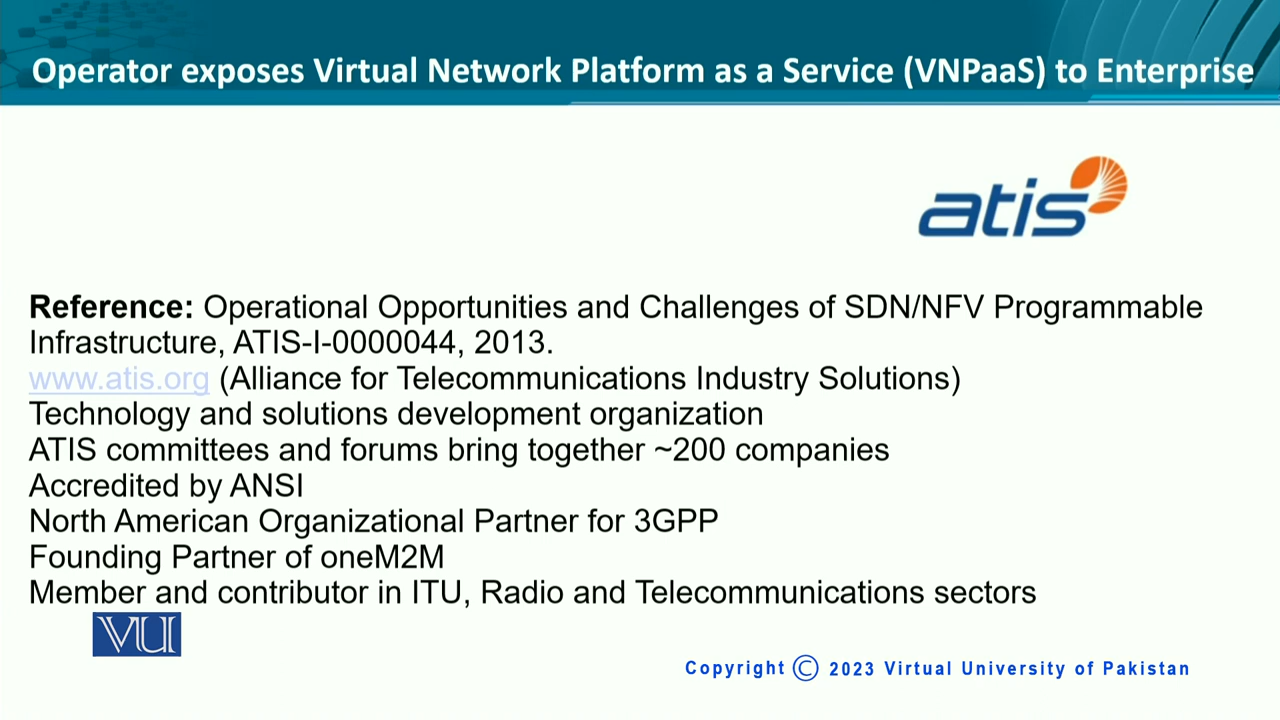 Operator exposes Virtual Network Platform as a Service (VNPaaS) to Enterprise
atis
Reference: Operational Opportunities and Challenges of SDN/NFV Programmable
Infrastructure, ATIS-I-0000044, 2013.
www.atis.org (Alliance for Telecommunications Industry Solutions)
Technology and solutions development organization
ATIS committees and forums bring together ~200 companies
Accredited by ANSI
North American Organizational Partner for 3GPP
Founding Partner of oneM2M
Member and contributor in ITU, Radio and Telecommunications sectors
VU
Copyright © 2023 Virtual University of Pakistan